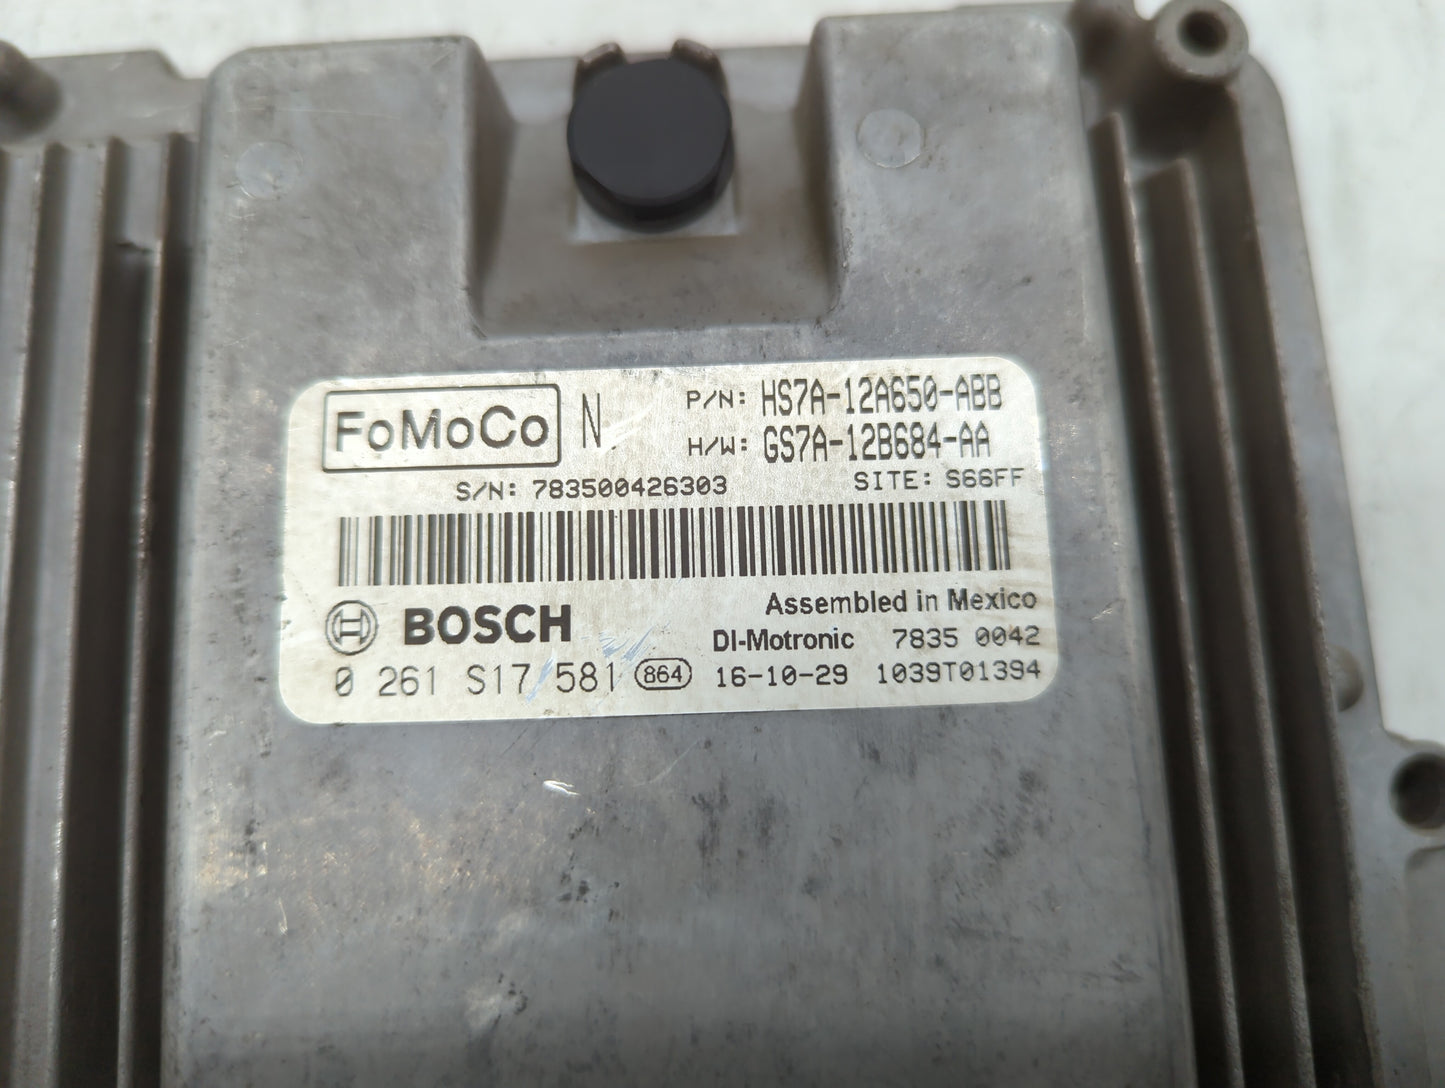 FoMoCo N P/N: HS7A-12A650-ABB
H/W: GS7A-12B684-AA
S/N: 783500426303 SITE: S66FF
BOSCH Assembled in Mexico
DI-Motronic 7835 0042
0 261 S17 581 864 16-10-29 1039T01394